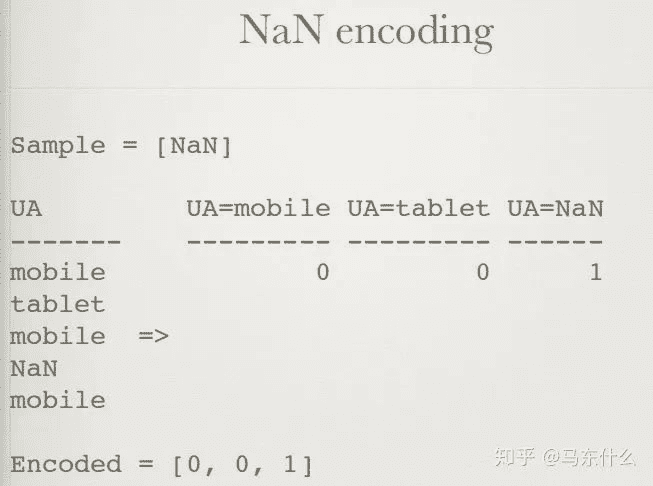 NaN encoding
Sample = [NaN]
UA UA=mobile UA=tablet UA=NaN
------- --------- --------- ------
mobile 0 0 1
tablet
mobile =>
NaN
mobile
Encoded = [0, 0, 1]
知乎 @马东什么